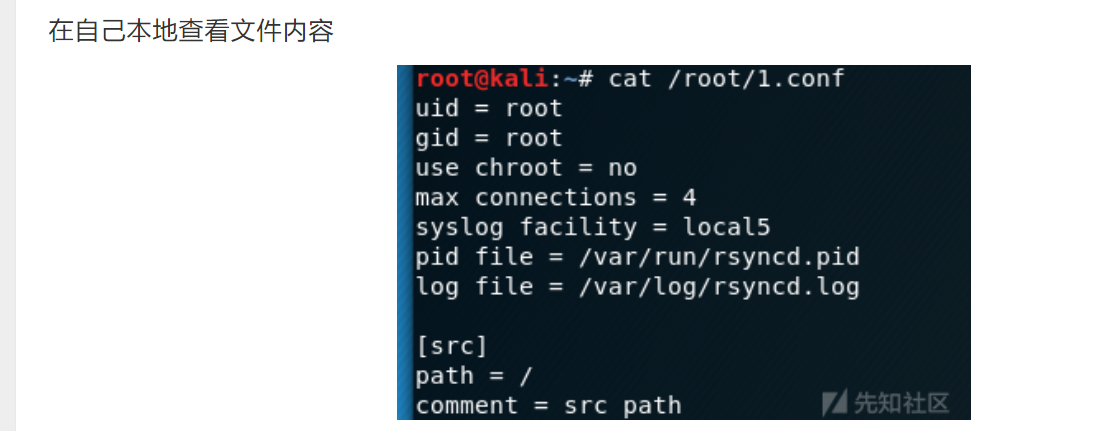 在自己本地查看文件内容
root@kali:~# cat /root/1.conf
uid = root
gid = root
use chroot = no
max connections = 4
syslog facility = local5
pid file = /var/run/rsyncd.pid
log file = /var/log/rsyncd.log
[src]
path = /
comment = src path
先知社区